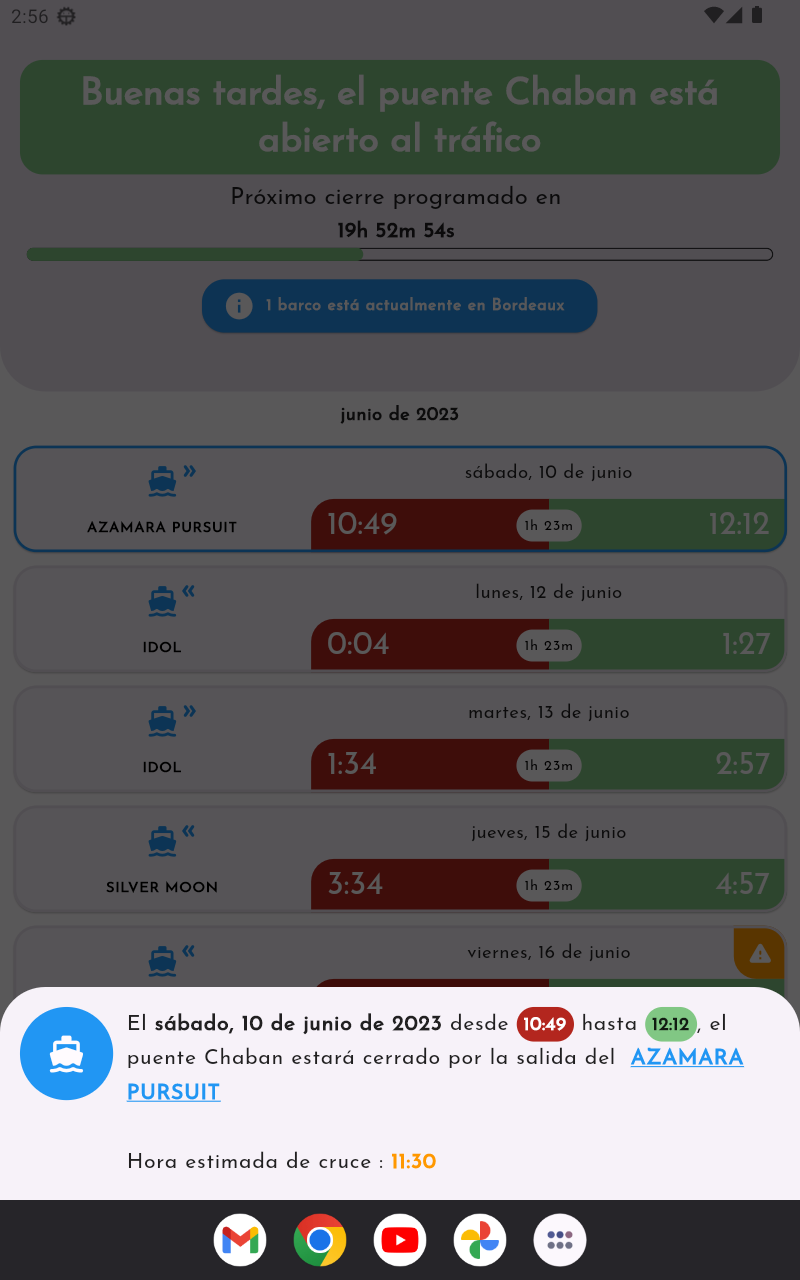 2:56
Buenas tardes, el puente Chaban está
abierto al tráfico
Próximo cierre programado en
19h 52m 54s
1 barco está actualmente en Bordeaux
junio de 2023
sábado, 10 de junio
AZAMARA PURSUIT
10:49 1h 23m 12:12
lunes, 12 de junio
IDOL
0:04 1h 23m 1:27
martes, 13 de junio
IDOL
1:34 1h 23m 2:57
jueves, 15 de junio
SILVER MOON
3:34 1h 23m 4:57
viernes, 16 de junio
El sábado, 10 de junio de 2023 desde 10:49 hasta 12:12, el
puente Chaban estará cerrado por la salida del AZAMARA
PURSUIT
Hora estimada de cruce : 11:30